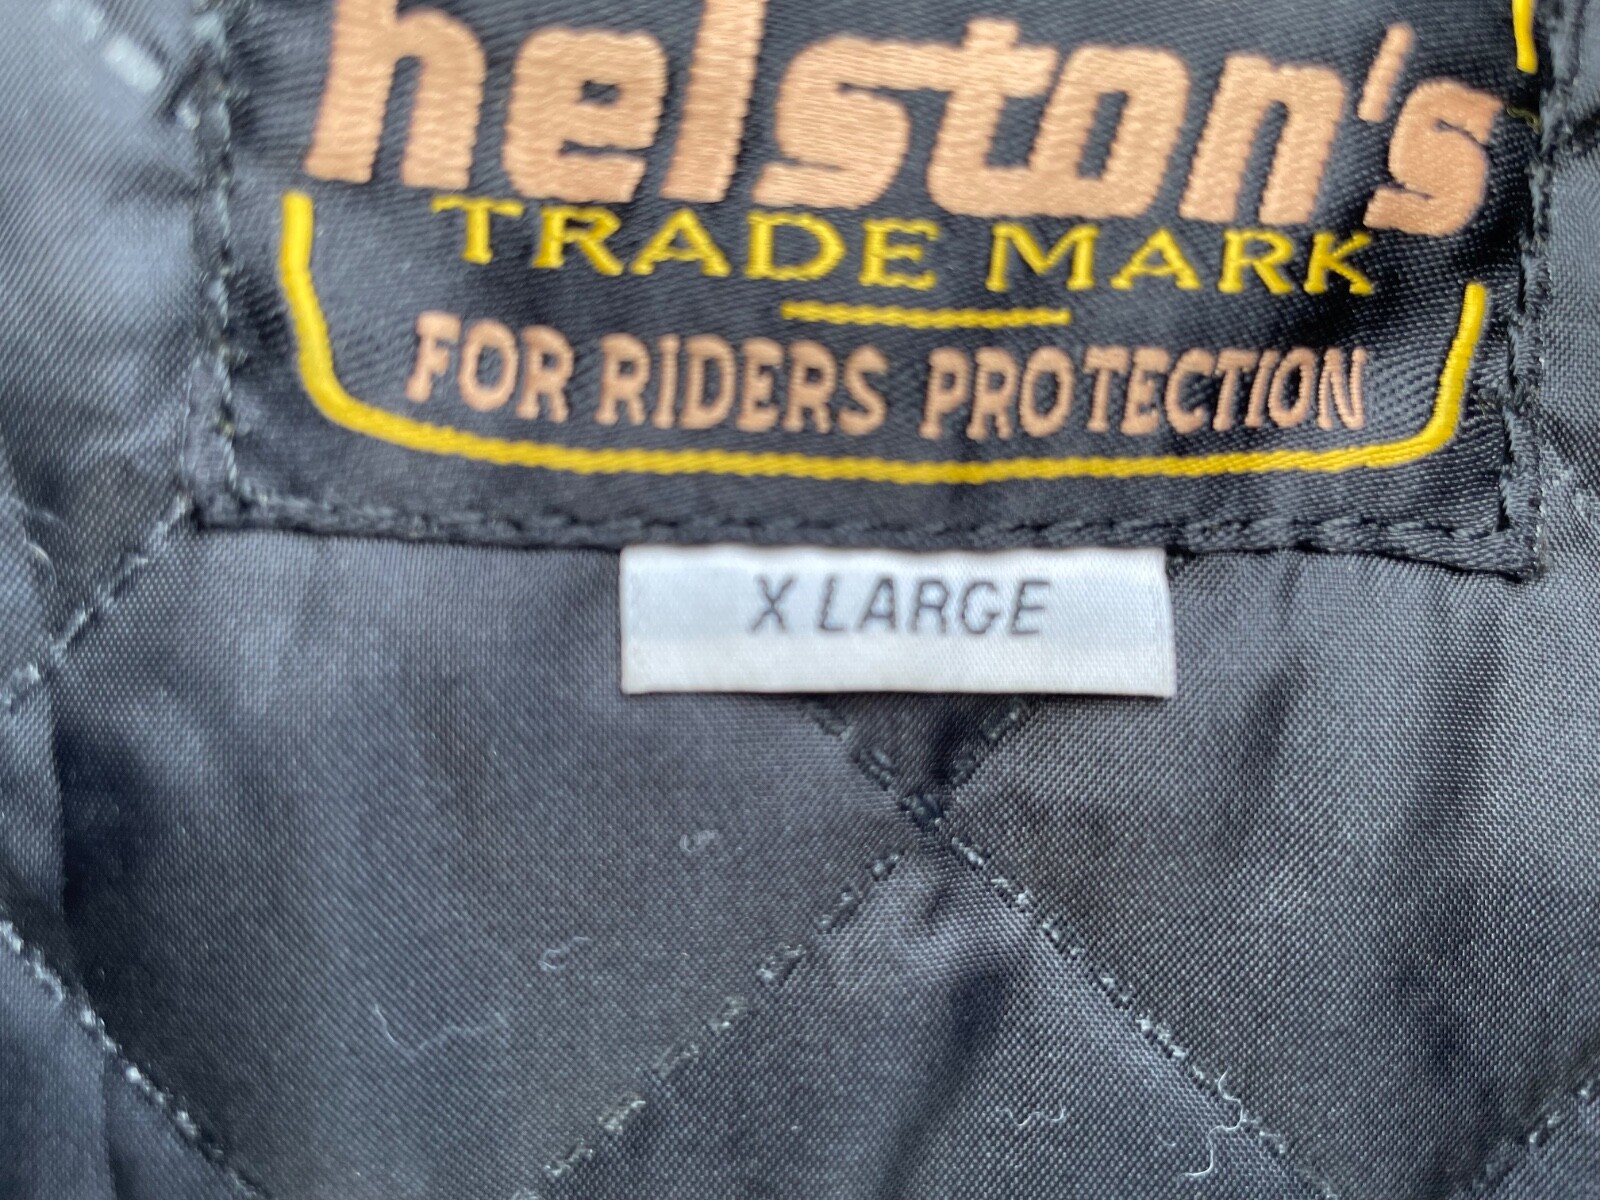 helston's
TRADE MARK
FOR RIDERS PROTECTION
X LARGE